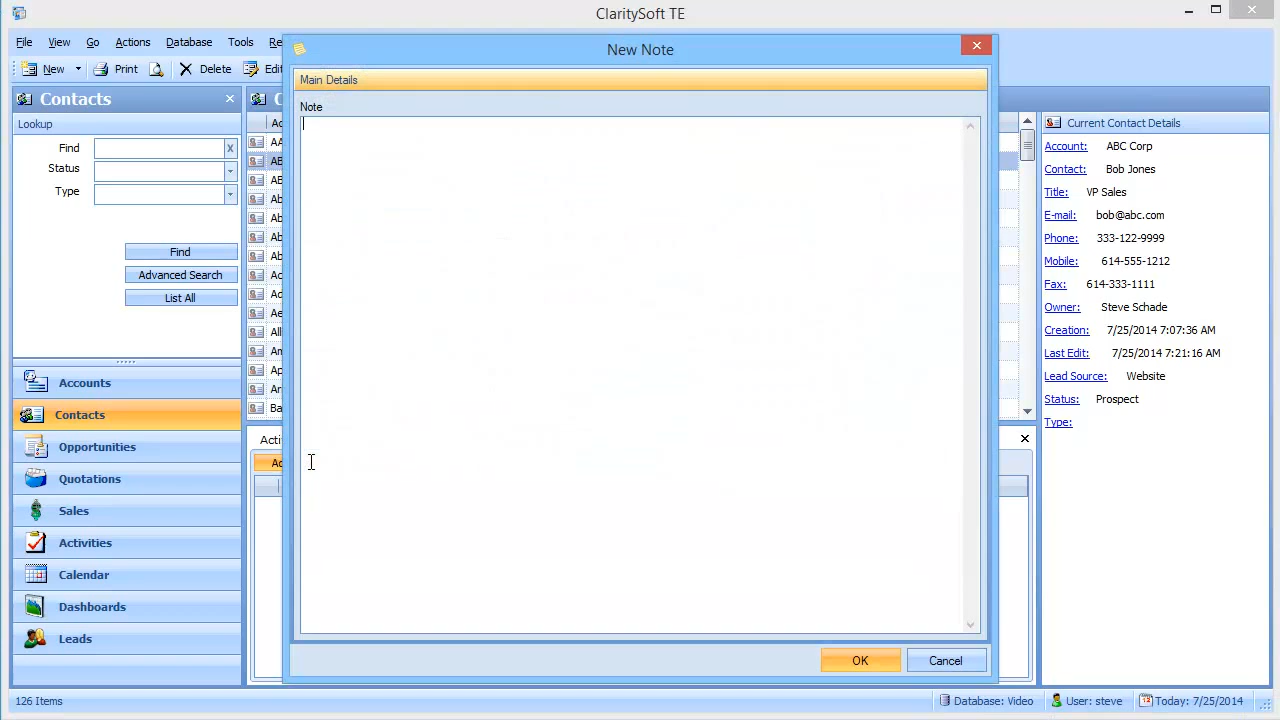 ClaritySoft TE
File View Go Actions Database Tools
New Print Delete Edit
New Note
Main Details
Note
OK Cancel
Contacts
Lookup
Find X
Status
Type
Find
Advanced Search
List All
Accounts
Contacts
Opportunities
Quotations
Sales
Activities
Calendar
Dashboards
Leads
Current Contact Details
Account: ABC Corp
Contact: Bob Jones
Title: VP Sales
E-mail: bob@abc.com
Phone: 333-122-9999
Mobile: 614-555-1212
Fax: 614-333-1111
Owner: Steve Schade
Creation: 7/25/2014 7:07:36 AM
Last Edit: 7/25/2014 7:21:16 AM
Lead Source: Website
Status: Prospect
Type:
126 Items Database: Video User: steve Today: 7/25/2014